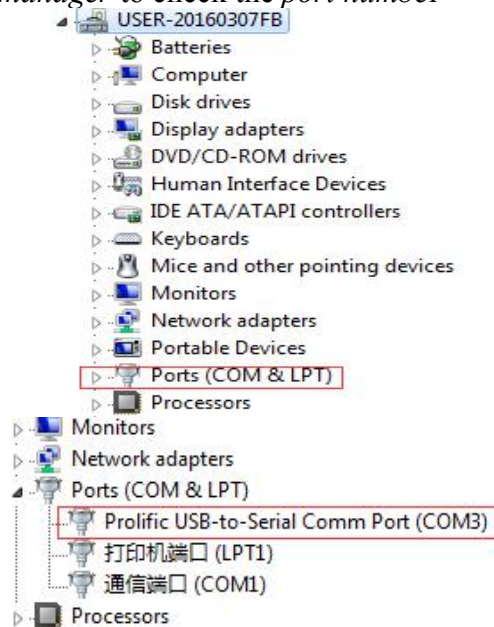 manager to check the port number
USER-20160307FB
Batteries
Computer
Disk drives
Display adapters
DVD/CD-ROM drives
Human Interface Devices
IDE ATA/ATAPI controllers
Keyboards
Mice and other pointing devices
Monitors
Network adapters
Portable Devices
Ports (COM & LPT)
Processors
Monitors
Network adapters
Ports (COM & LPT)
Prolific USB-to-Serial Comm Port (COM3)
打印机端口 (LPT1)
通信端口 (COM1)
Processors